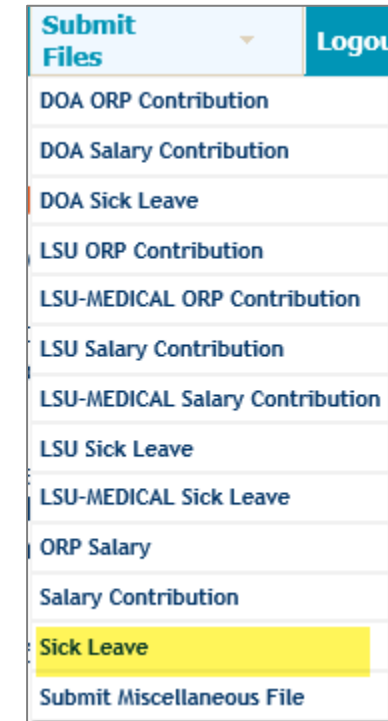 Submit
Files
Logou
DOA ORP Contribution
DOA Salary Contribution
DOA Sick Leave
LSU ORP Contribution
LSU-MEDICAL ORP Contribution
LSU Salary Contribution
LSU-MEDICAL Salary Contribution
LSU Sick Leave
LSU-MEDICAL Sick Leave
ORP Salary
Salary Contribution
Sick Leave
Submit Miscellaneous File